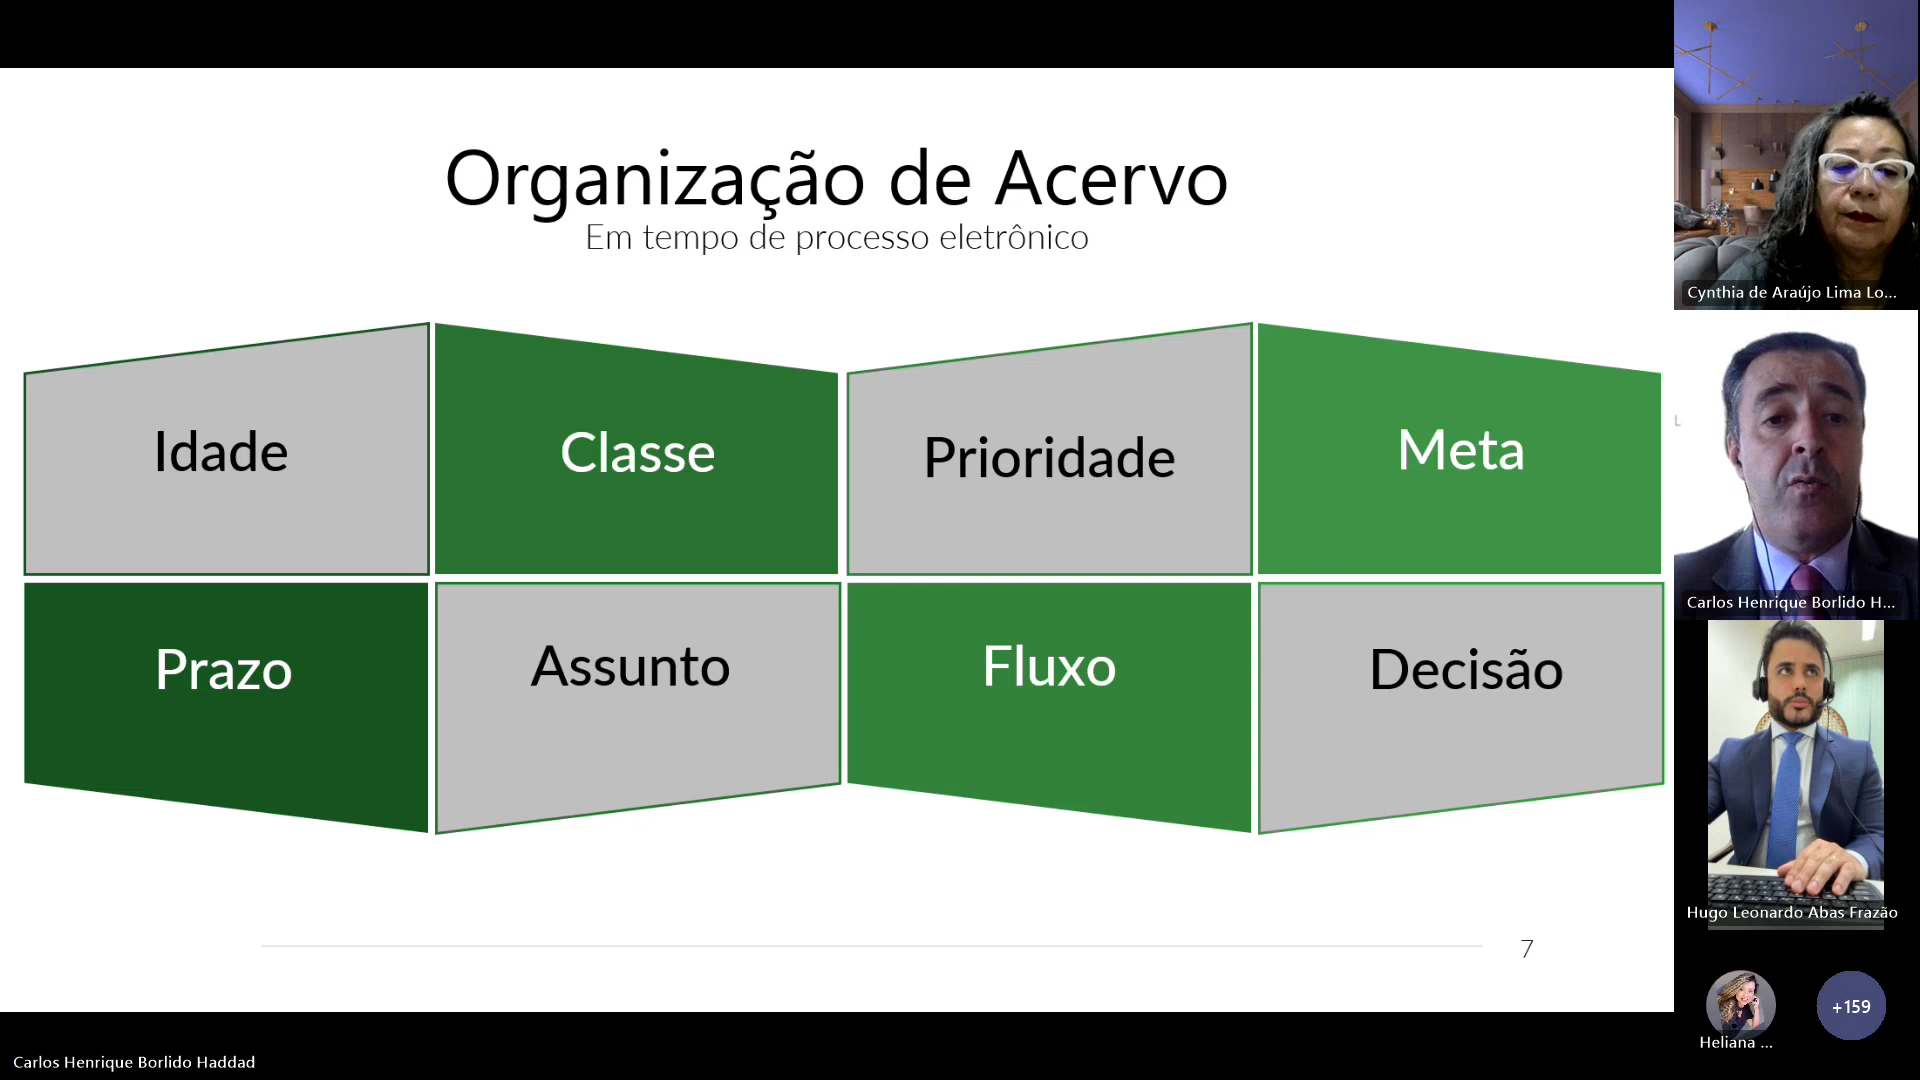 Organização de Acervo
Em tempo de processo eletrônico
Idade
Classe
Prioridade
Meta
Prazo
Assunto
Fluxo
Decisão
7
Cynthia de Araújo Lima Lo...
L
Carlos Henrique Borlido H...
Hugo Leonardo Abas Frazão
Heliana ...
+159
Carlos Henrique Borlido Haddad